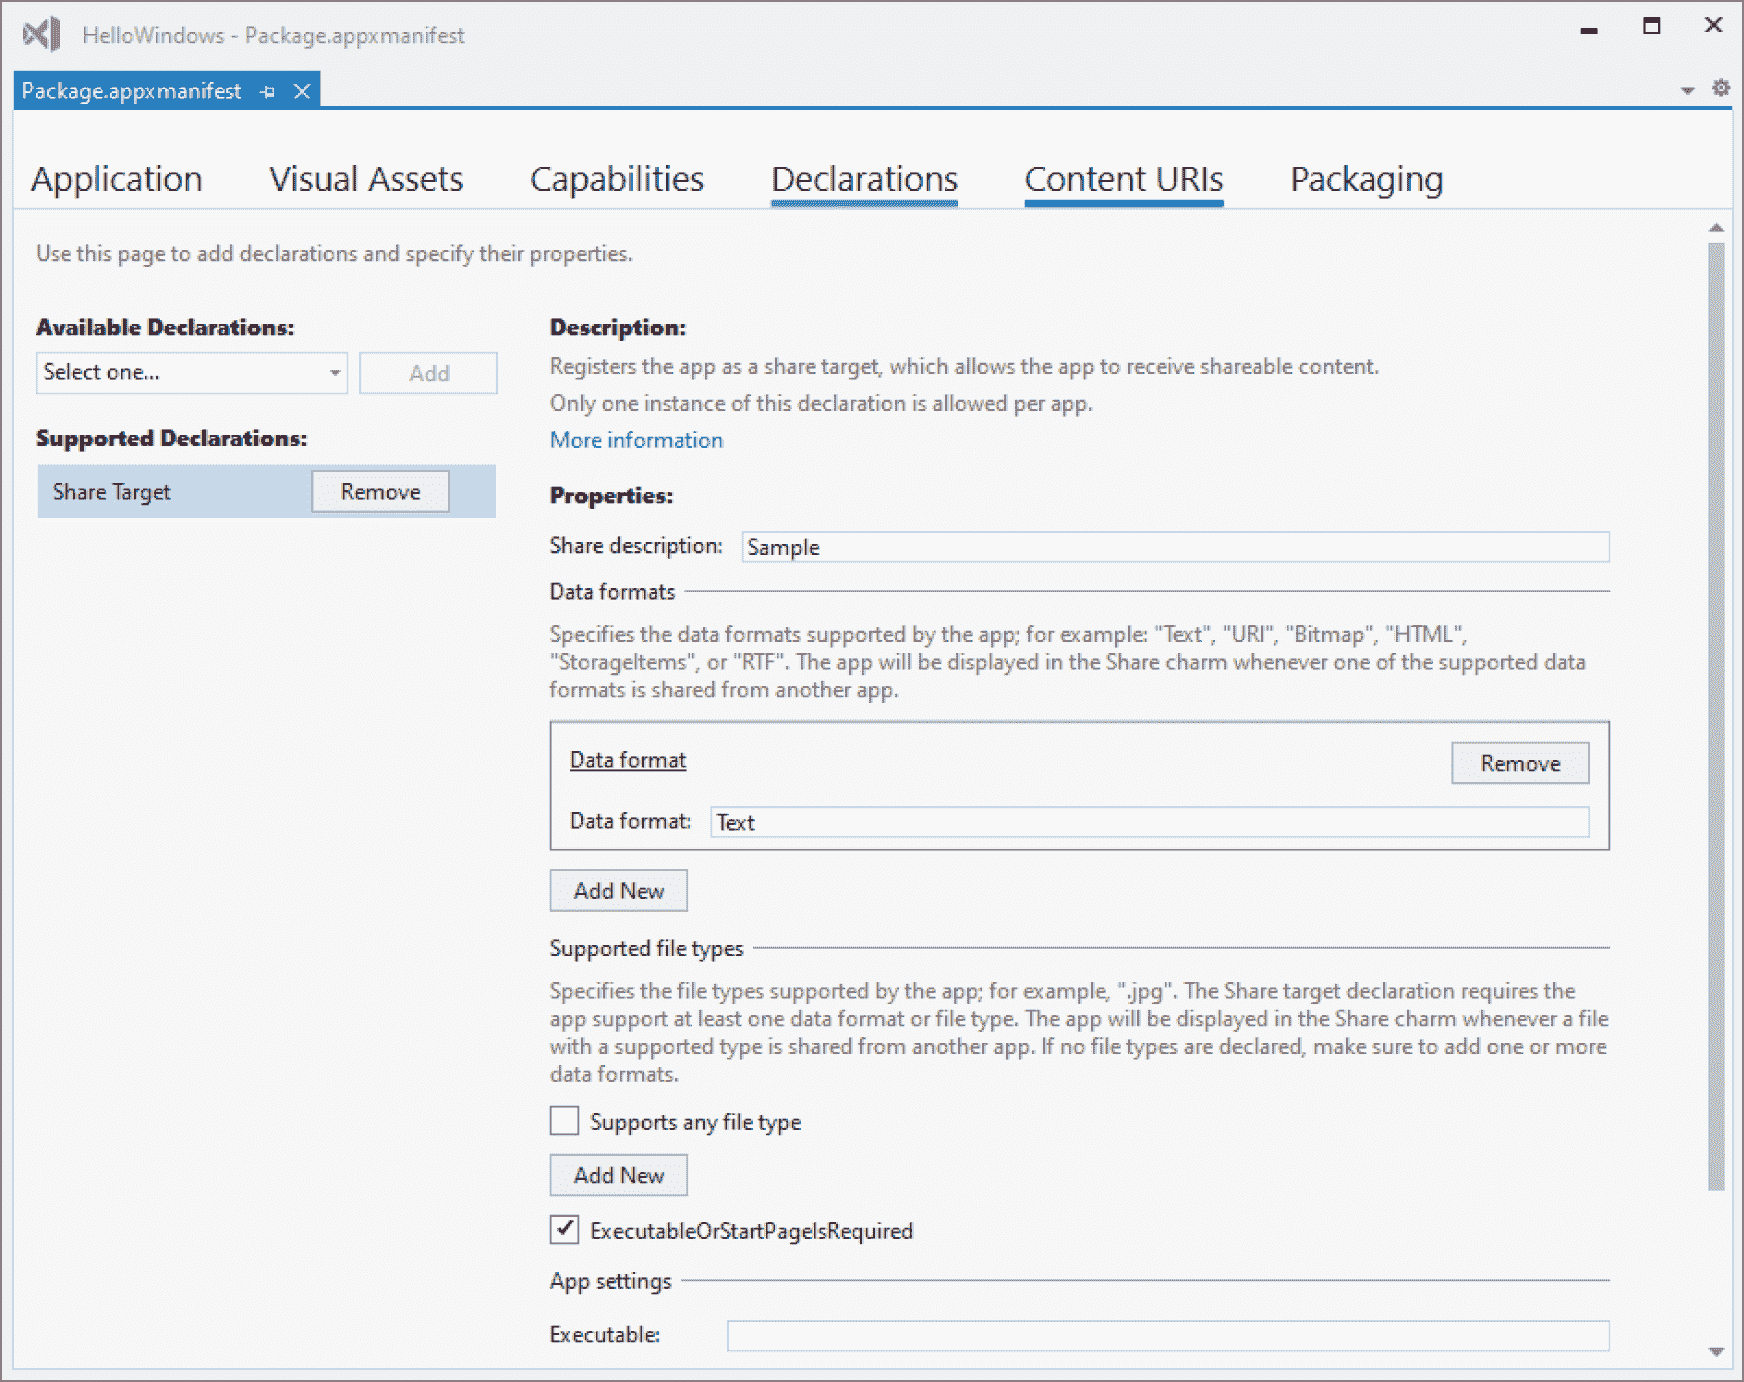 HelloWindows - Package.appxmanifest
Package.appxmanifest
Application Visual Assets Capabilities Declarations Content URIs Packaging
Use this page to add declarations and specify their properties.
Available Declarations:
Select one...
Add
Supported Declarations:
Share Target
Remove
Description:
Registers the app as a share target, which allows the app to receive shareable content.
Only one instance of this declaration is allowed per app.
More information
Properties:
Share description: Sample
Data formats
Specifies the data formats supported by the app; for example: "Text", "URI", "Bitmap", "HTML",
"StorageItems", or "RTF". The app will be displayed in the Share charm whenever one of the supported data
formats is shared from another app.
Data format
Remove
Data format: Text
Add New
Supported file types
Specifies the file types supported by the app; for example, ".jpg". The Share target declaration requires the
app support at least one data format or file type. The app will be displayed in the Share charm whenever a file
with a supported type is shared from another app. If no file types are declared, make sure to add one or more
data formats.
Supports any file type
Add New
ExecutableOrStartPageIsRequired
App settings
Executable: